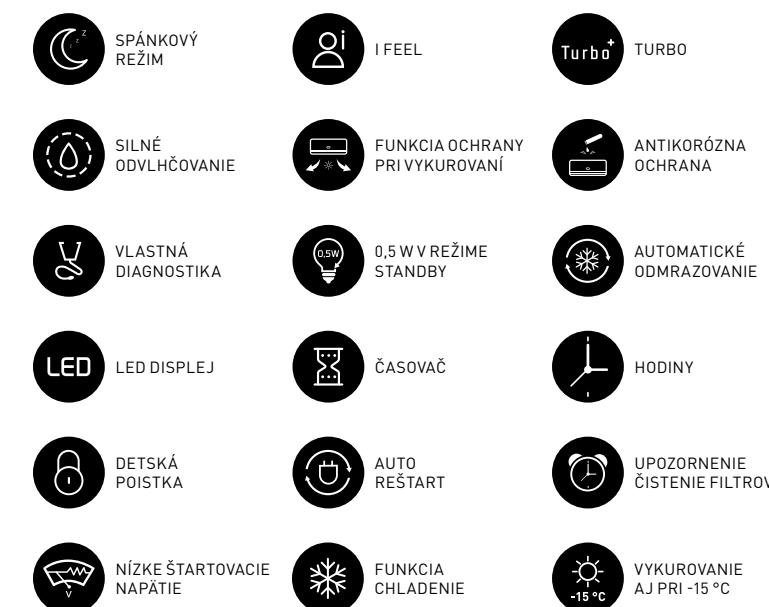 z z z
SPÁNKOVÝ
REŽIM
i
I FEEL
Turbo+
TURBO
SILNÉ
ODVLHČOVANIE
FUNKCIA OCHRANY
PRI VYKUROVANÍ
ANTIKORÓZNA
OCHRANA
VLASTNÁ
DIAGNOSTIKA
0,5W
0,5 W V REŽIME
STANDBY
AUTOMATICKÉ
ODMRAZOVANIE
LED
LED DISPLEJ
ČASOVAČ
HODINY
DETSKÁ
POISTKA
AUTO
REŠTART
UPOZORNENIE
ČISTENIE FILTROV
V
NÍZKE ŠTARTOVACIE
NAPÄTIE
FUNKCIA
CHLADENIE
-15 °C
VYKUROVANIE
AJ PRI -15 °C